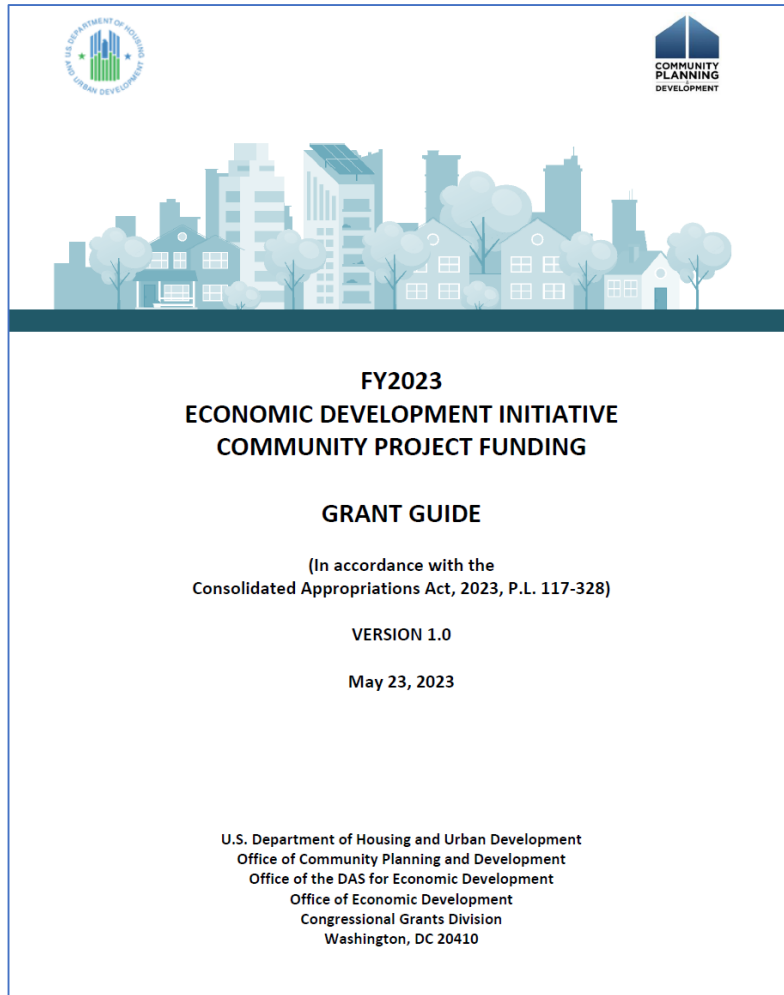 U.S. DEPARTMENT OF HOUSING
AND URBAN DEVELOPMENT
COMMUNITY
PLANNING
DEVELOPMENT
FY2023
ECONOMIC DEVELOPMENT INITIATIVE
COMMUNITY PROJECT FUNDING
GRANT GUIDE
(In accordance with the
Consolidated Appropriations Act, 2023, P.L. 117-328)
VERSION 1.0
May 23, 2023
U.S. Department of Housing and Urban Development
Office of Community Planning and Development
Office of the DAS for Economic Development
Office of Economic Development
Congressional Grants Division
Washington, DC 20410